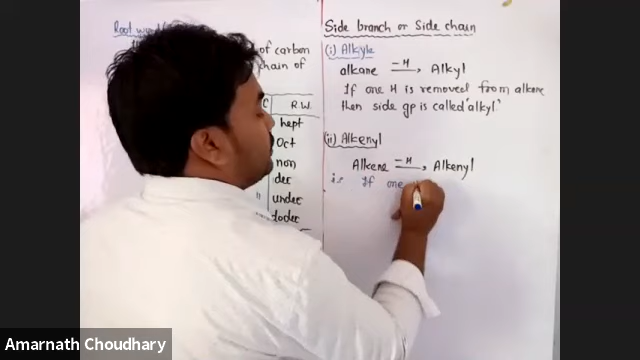 Root word
of carbon
chain of
C R.W.
hept
Oct
non
dec
" undec
" dodec
Side branch or Side chain
(i) Alkyle
alkane -H → Alkyl
If one H is removed from alkane
then side gp is called "alkyl."
(ii) Alkenyl
Alkene -H → Alkenyl
If one
Amarnath Choudhary